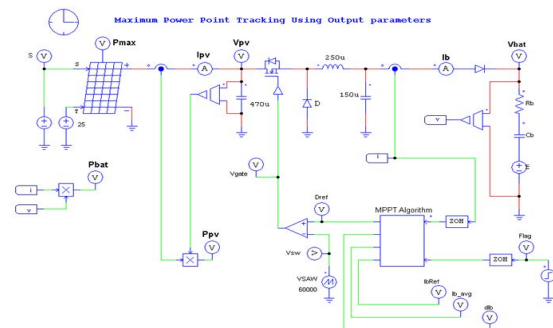 Maximum Power Point Tracking Using Output parameters
S
V
Pmax
V
Ipv
A
Vpv
V
250u
Ib
A
Vbat
V
S
T
25
470u
D
150u
v
Rb
Cb
E
i
v
Pbat
V
Vgate
V
i
Dref
V
MPPT Algorithm
ZOH
Ppv
V
Vsw
V
VSAW
60000
Flag
V
ZOH
IbRef
V
Ib_avg
V
dIb
V